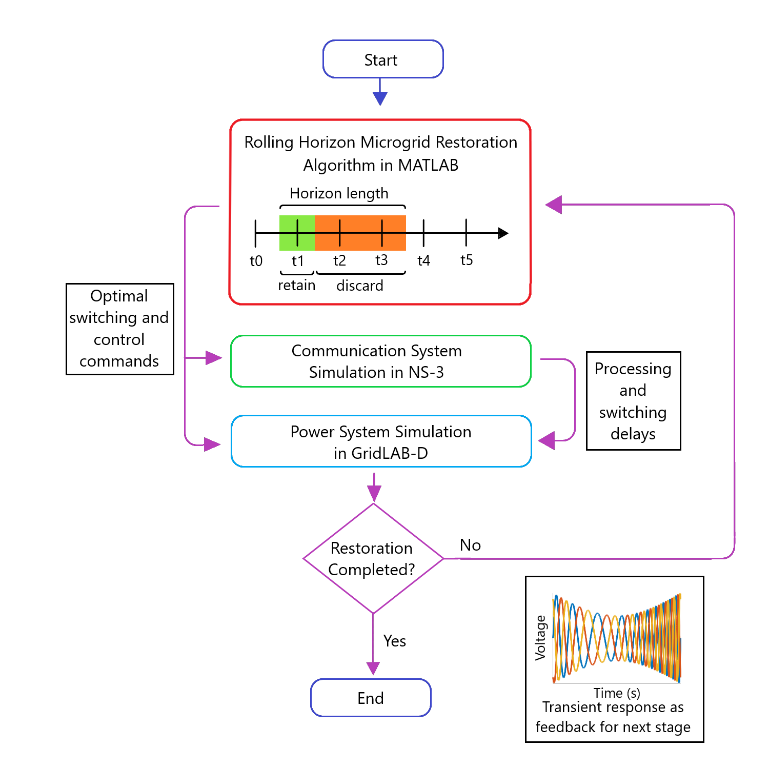 Start
Rolling Horizon Microgrid Restoration
Algorithm in MATLAB
Horizon length
t0
t1
t2
t3
t4
t5
retain
discard
Optimal
switching and
control
commands
Communication System
Simulation in NS-3
Processing
and
switching
delays
Power System Simulation
in GridLAB-D
Restoration
Completed?
No
Yes
End
Voltage
Time (s)
Transient response as
feedback for next stage